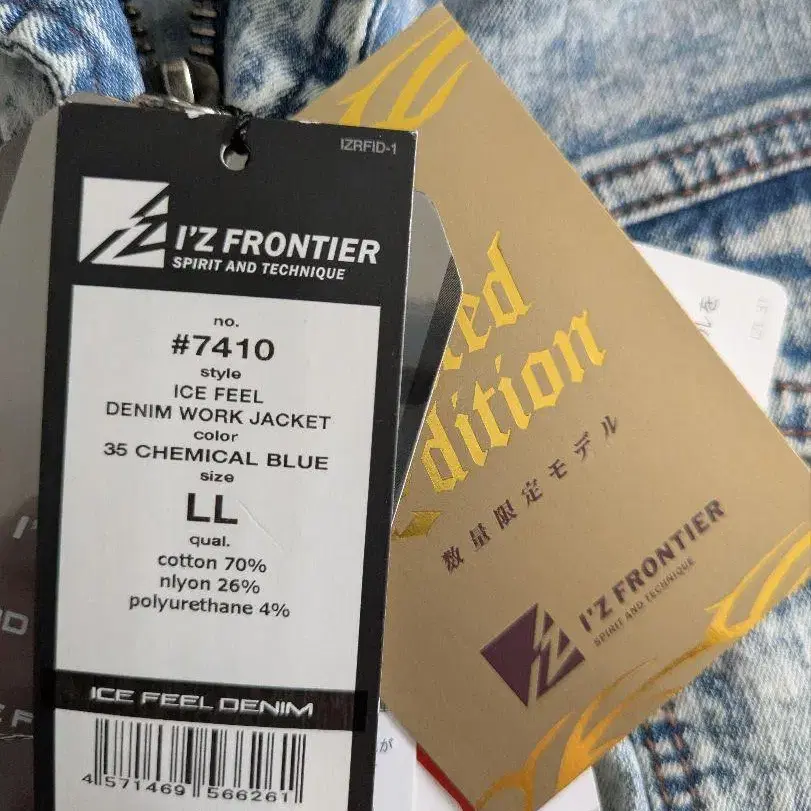 IZRFID-1
I'Z FRONTIER
SPIRIT AND TECHNIQUE
no.
#7410
style
ICE FEEL
DENIM WORK JACKET
color
35 CHEMICAL BLUE
size
LL
qual.
cotton 70%
nlyon 26%
polyurethane 4%
ICE FEEL DENIM
4 571469 566261
Edition
数量限定モデル
I'Z FRONTIER
SPIRIT AND TECHNIQUE